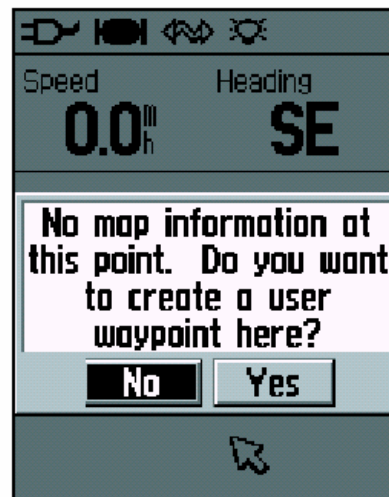 Speed Heading
0.0 m/h SE
No map information at
this point. Do you want
to create a user
waypoint here?
No Yes